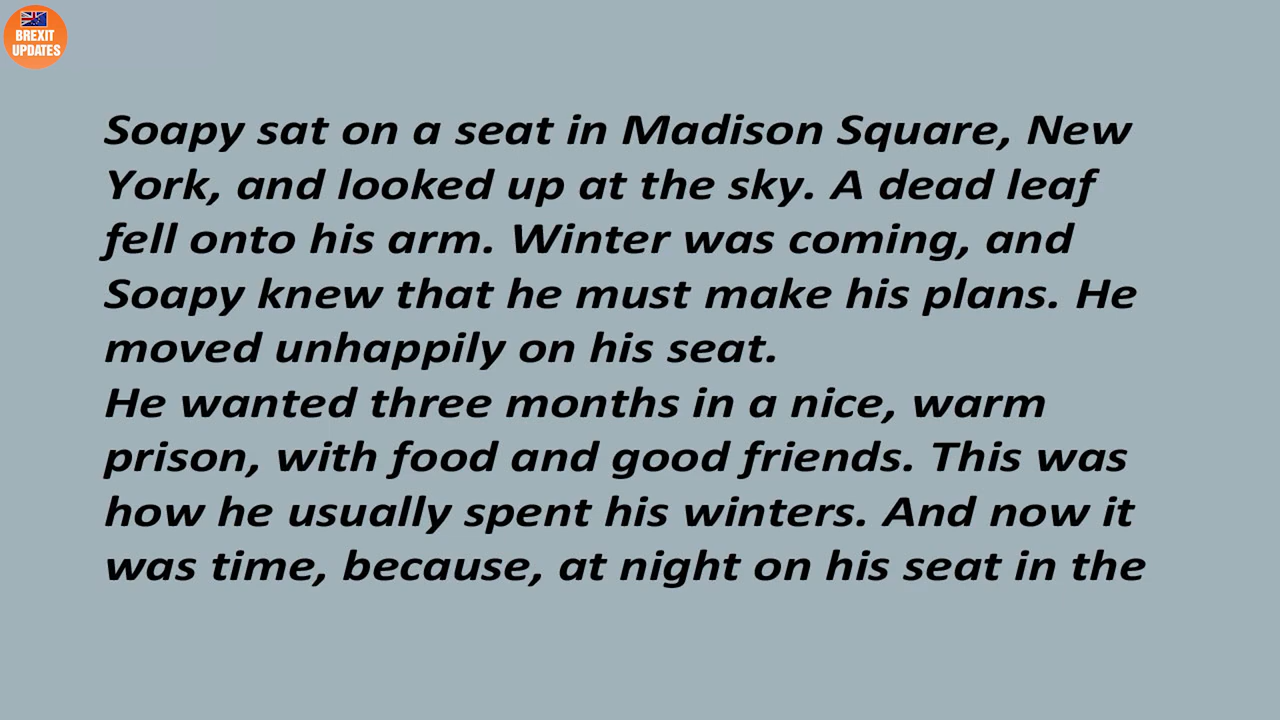 BREXIT
UPDATES
Soapy sat on a seat in Madison Square, New
York, and looked up at the sky. A dead leaf
fell onto his arm. Winter was coming, and
Soapy knew that he must make his plans. He
moved unhappily on his seat.
He wanted three months in a nice, warm
prison, with food and good friends. This was
how he usually spent his winters. And now it
was time, because, at night on his seat in the